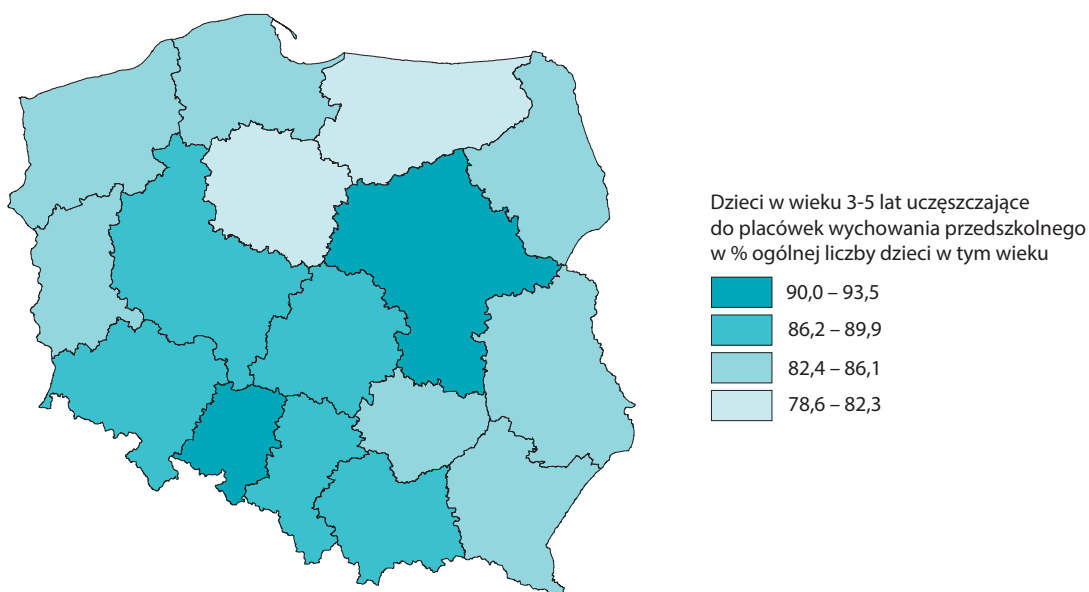 Dzieci w wieku 3-5 lat uczęszczające
do placówek wychowania przedszkolnego
w % ogólnej liczby dzieci w tym wieku
90,0 – 93,5
86,2 – 89,9
82,4 – 86,1
78,6 – 82,3